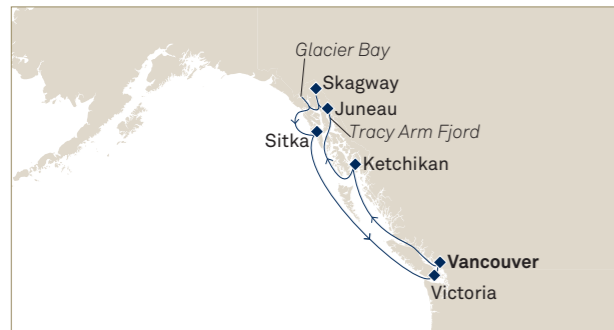 Glacier Bay
Skagway
Juneau
Tracy Arm Fjord
Sitka
Ketchikan
Vancouver
Victoria